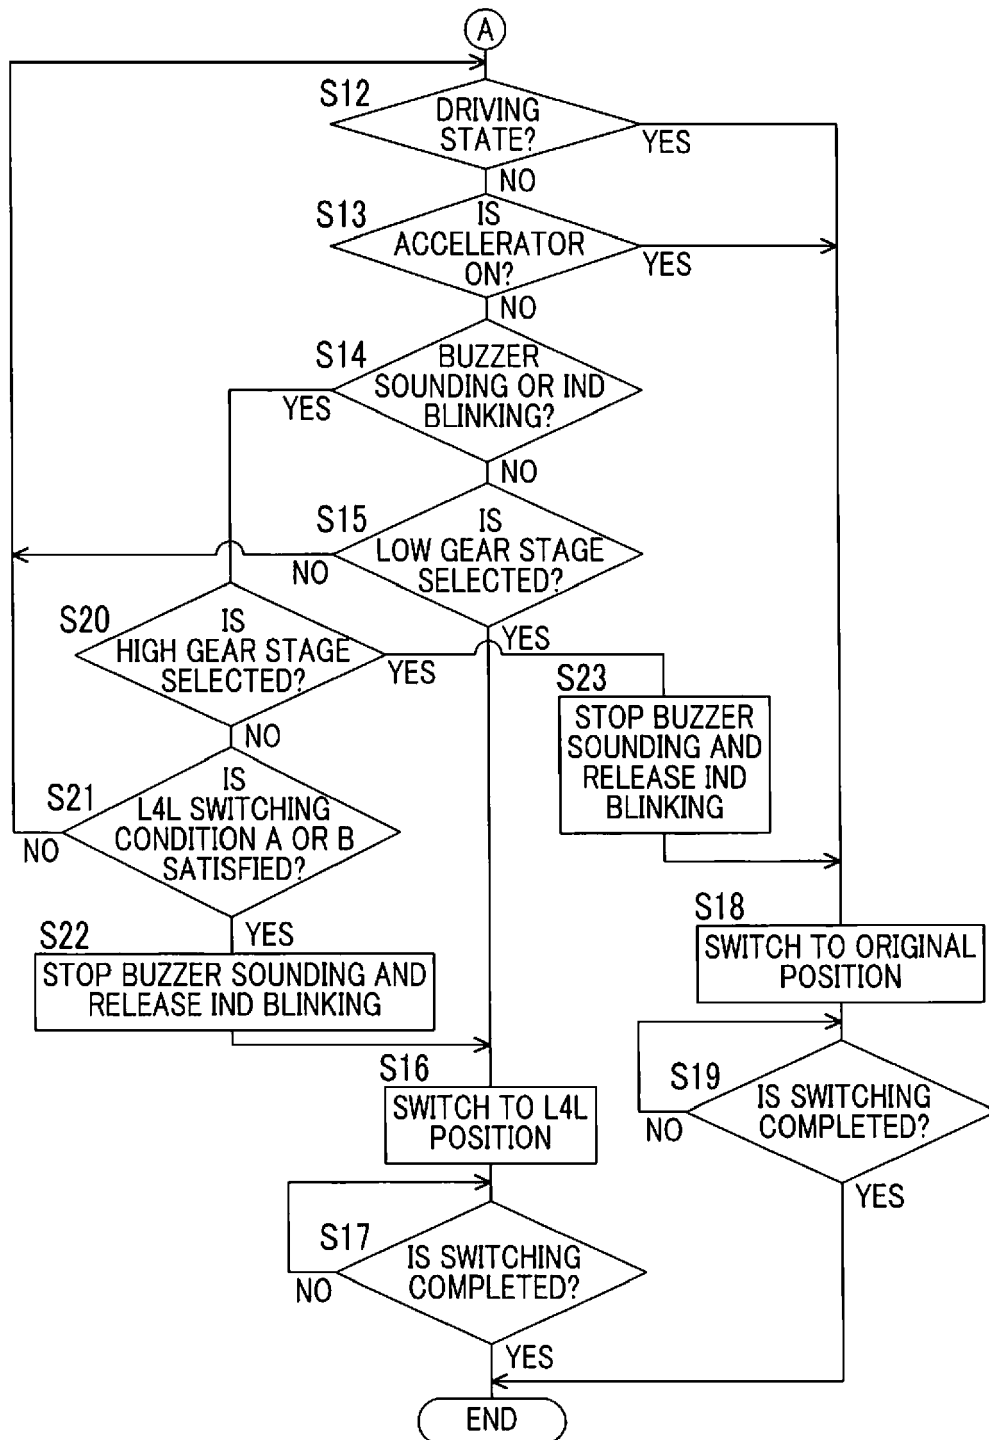 A
S12
DRIVING
STATE?
YES
NO
S13
IS
ACCELERATOR
ON?
YES
NO
S14
BUZZER
SOUNDING OR IND
BLINKING?
YES
NO
S15
IS
LOW GEAR STAGE
SELECTED?
NO
YES
S20
IS
HIGH GEAR STAGE
SELECTED?
YES
NO
S23
STOP BUZZER
SOUNDING AND
RELEASE IND
BLINKING
S21
IS
L4L SWITCHING
CONDITION A OR B
SATISFIED?
NO
YES
S22
STOP BUZZER SOUNDING AND
RELEASE IND BLINKING
S18
SWITCH TO ORIGINAL
POSITION
S16
SWITCH TO L4L
POSITION
S19
IS SWITCHING
COMPLETED?
NO
YES
S17
IS SWITCHING
COMPLETED?
NO
YES
END